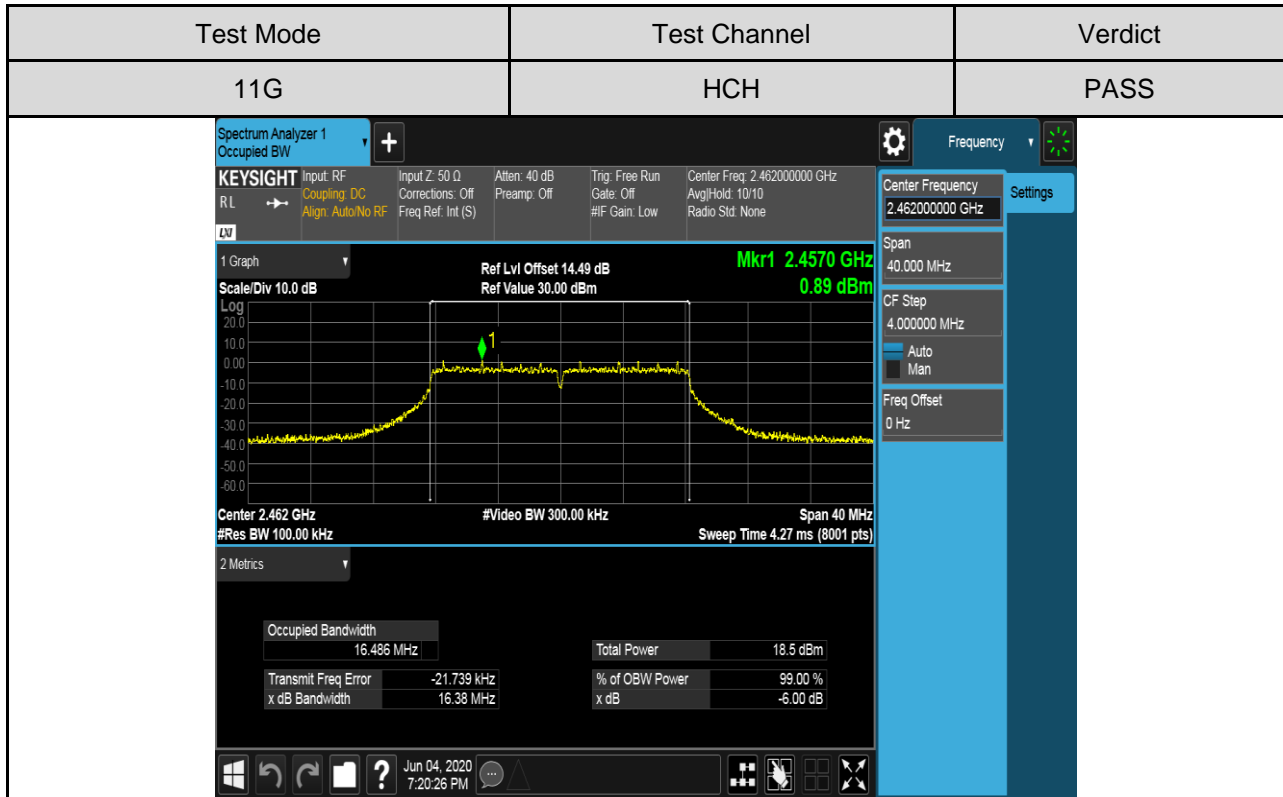 Test Mode Test Channel Verdict
11G HCH PASS
Spectrum Analyzer 1
Occupied BW
+
Frequency
KEYSIGHT
RL
LXI
Input: RF
Coupling: DC
Align: Auto/No RF
Input Z: 50 Ω
Corrections: Off
Freq Ref: Int (S)
Atten: 40 dB
Preamp: Off
Trig: Free Run
Gate: Off
#IF Gain: Low
Center Freq: 2.462000000 GHz
Avg|Hold: 10/10
Radio Std: None
Center Frequency
2.462000000 GHz
Settings
Span
40.000 MHz
CF Step
4.000000 MHz
Auto
Man
Freq Offset
0 Hz
1 Graph
Scale/Div 10.0 dB
Ref Lvl Offset 14.49 dB
Ref Value 30.00 dBm
Mkr1 2.4570 GHz
0.89 dBm
Log
20.0
10.0
0.00
-10.0
-20.0
-30.0
-40.0
-50.0
-60.0
1
Center 2.462 GHz
#Res BW 100.00 kHz
#Video BW 300.00 kHz
Span 40 MHz
Sweep Time 4.27 ms (8001 pts)
2 Metrics
Occupied Bandwidth
16.486 MHz
Total Power 18.5 dBm
Transmit Freq Error -21.739 kHz
% of OBW Power 99.00 %
x dB Bandwidth 16.38 MHz
x dB -6.00 dB
?
Jun 04, 2020
7:20:26 PM